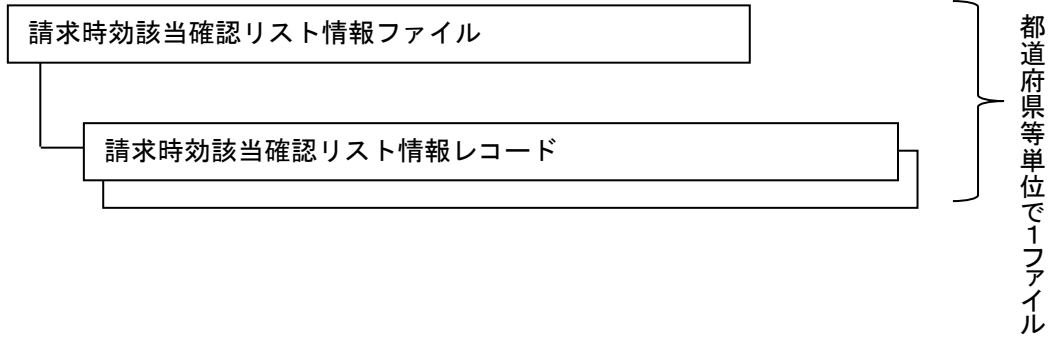 請求時効該当確認リスト情報ファイル
請求時効該当確認リスト情報レコード
都道府県等単位で1ファイル